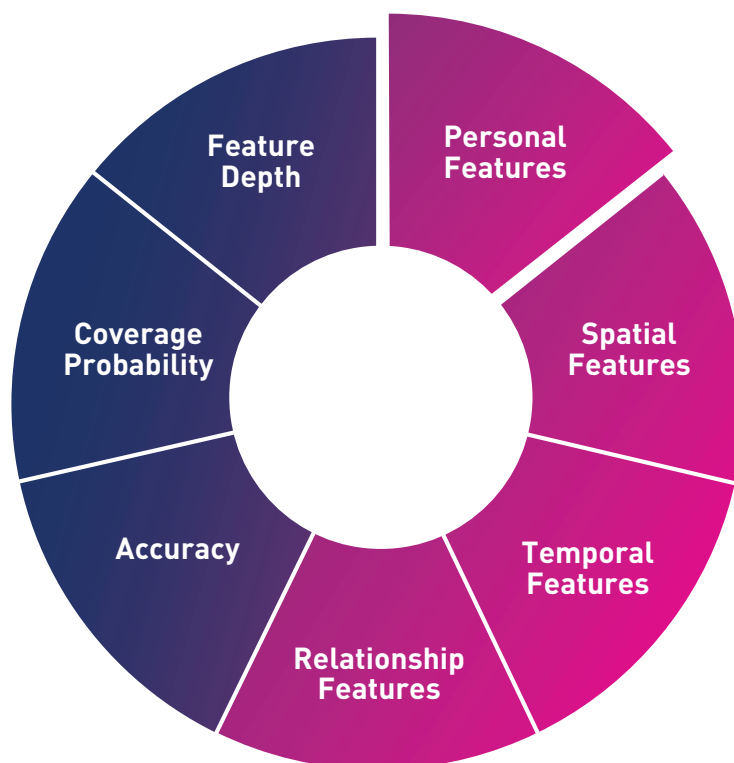 Personal
Features
Spatial
Features
Temporal
Features
Relationship
Features
Accuracy
Coverage
Probability
Feature
Depth